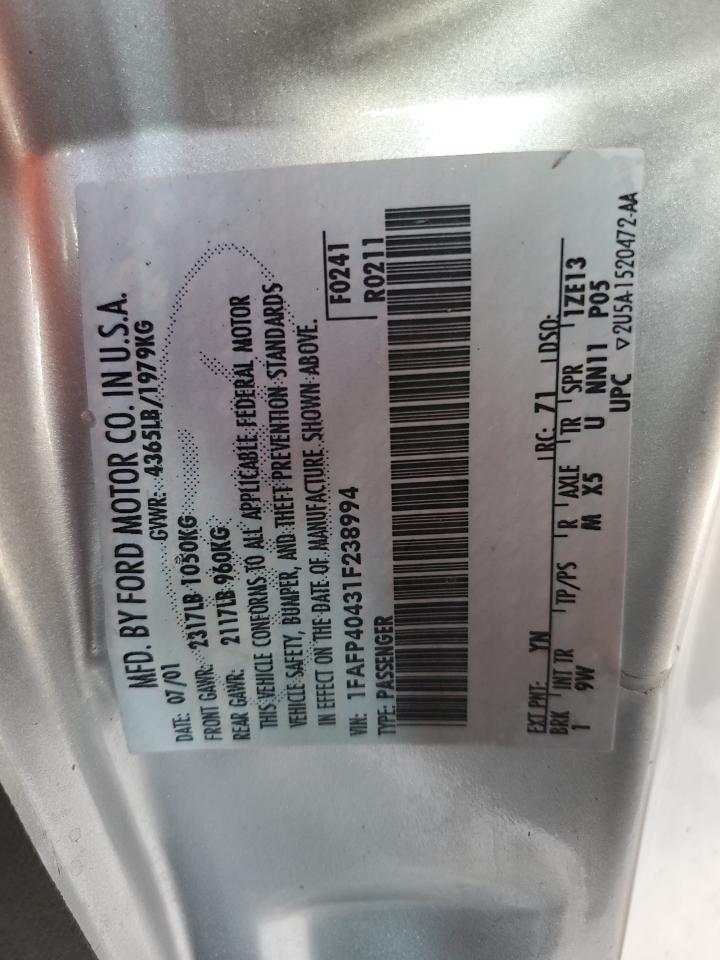 MFD. BY FORD MOTOR CO. IN U.S.A.
DATE: 07/01 GVWR: 4365LB/1979KG
FRONT GAWR: 2317LB 1050KG
REAR GAWR: 2117LB 960KG
THIS VEHICLE CONFORMS TO ALL APPLICABLE FEDERAL MOTOR
VEHICLE SAFETY, BUMPER, AND THEFT PREVENTION STANDARDS
IN EFFECT ON THE DATE OF MANUFACTURE SHOWN ABOVE.
VIN: 1FAFP40431F238994 F0241
TYPE: PASSENGER R0211
EXT PNT: YN RC: 71 DSO:
BRK INT TR TP/PS R AXLE TR SPR 1ZE13
1 9W M X5 U NN11 P05
UPC ▽2U5A-1520472-AA